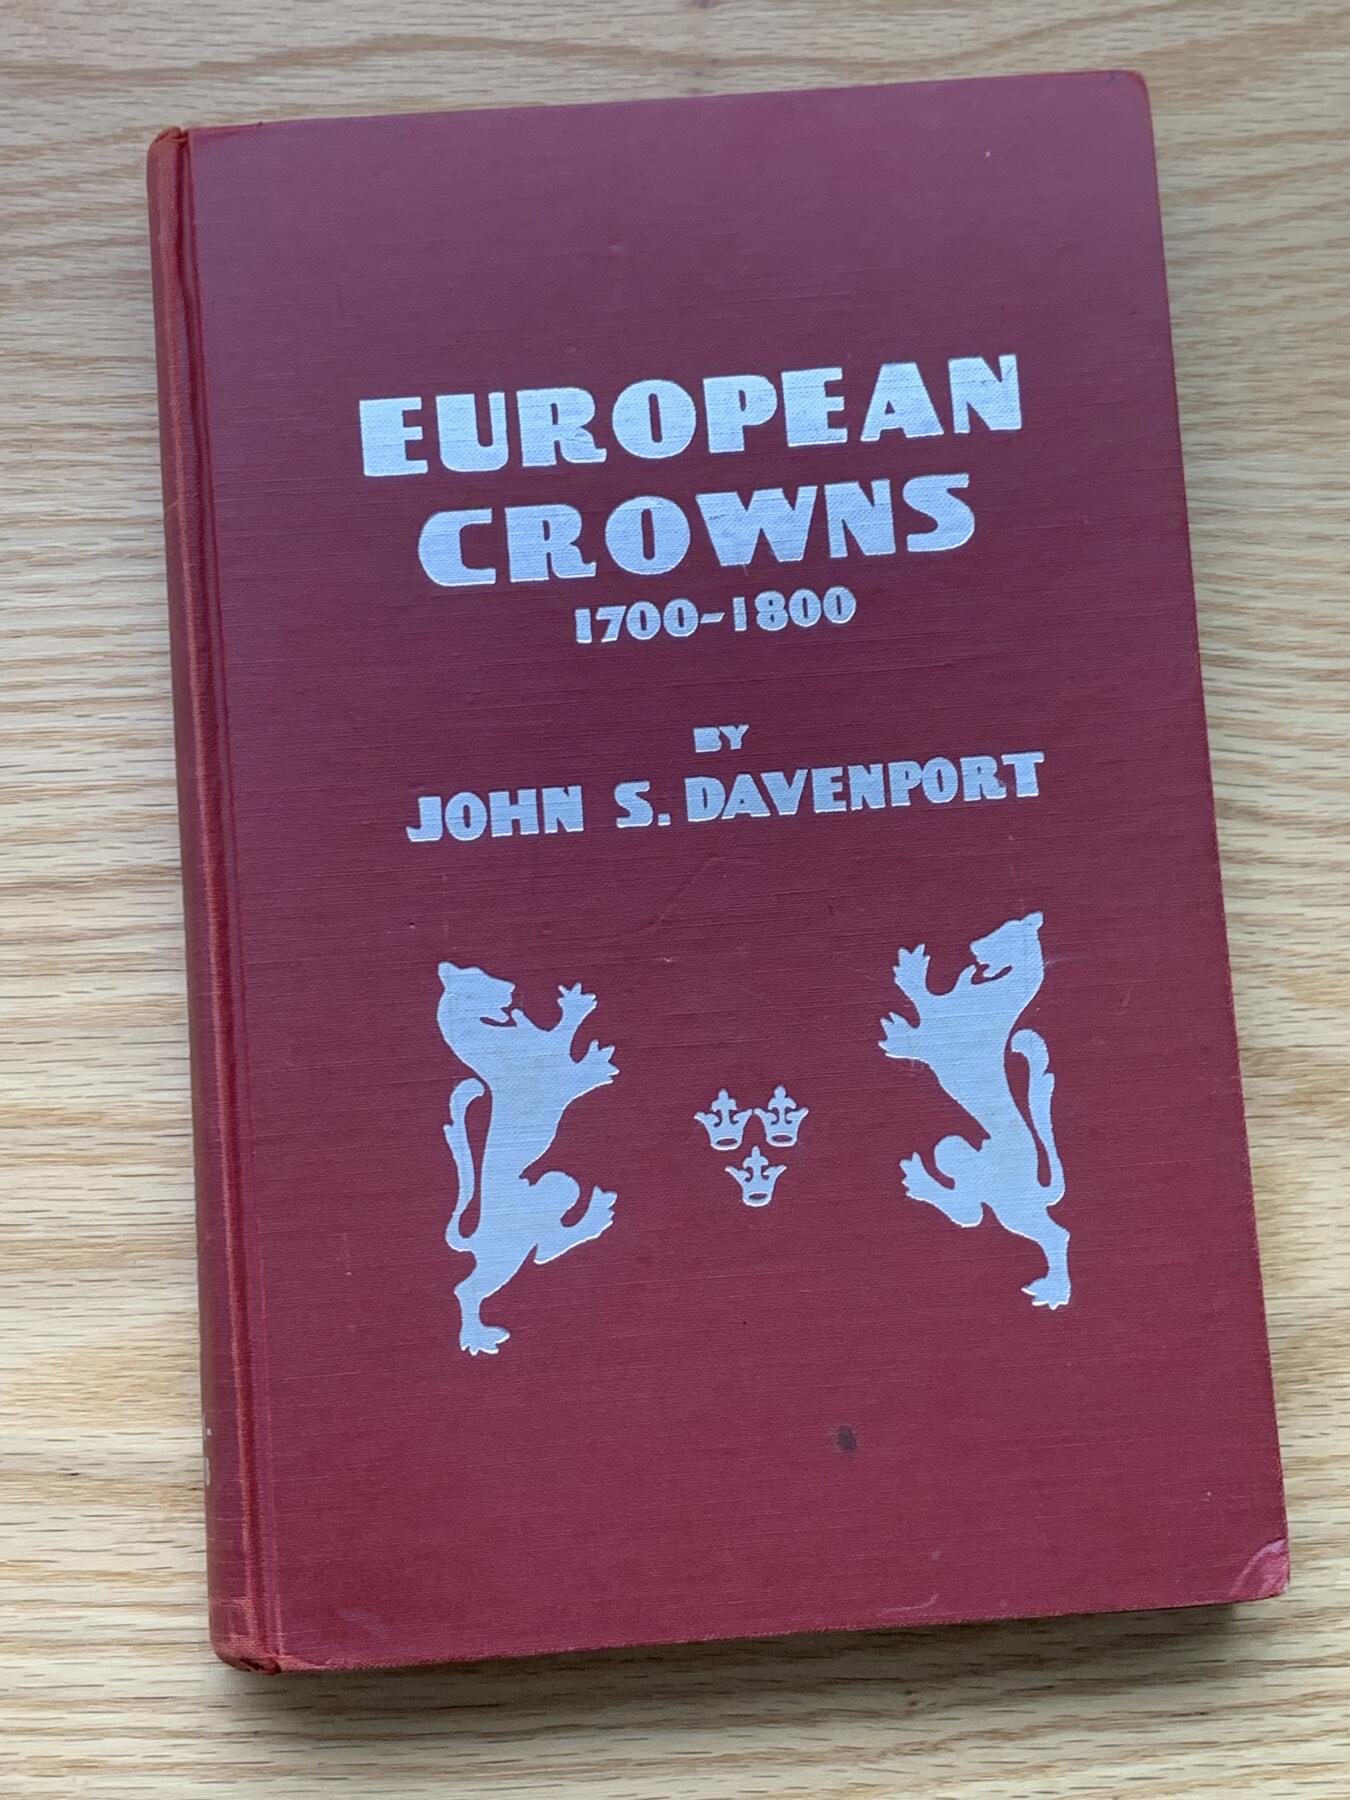 EUROPEAN
CROWNS
1700-1800
BY
JOHN S. DAVENPORT